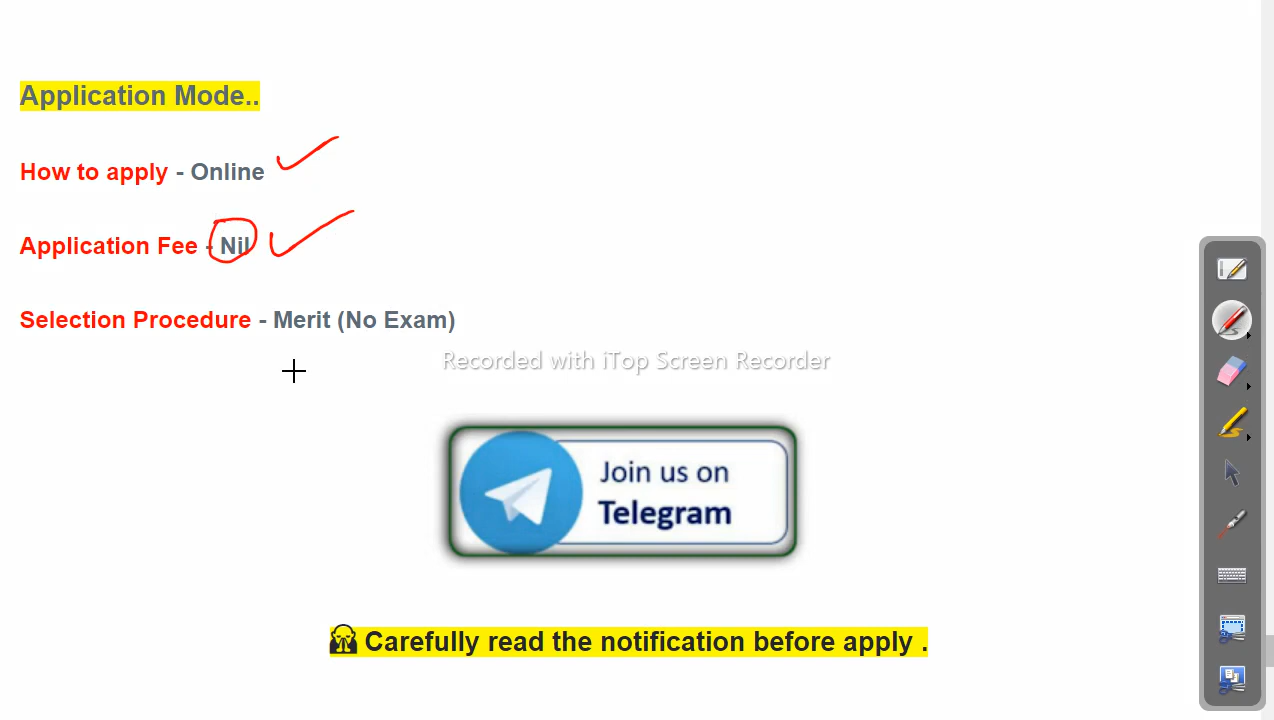 Application Mode..
How to apply - Online
Application Fee - Nil
Selection Procedure - Merit (No Exam)
Recorded with iTop Screen Recorder
Join us on
Telegram
Carefully read the notification before apply .